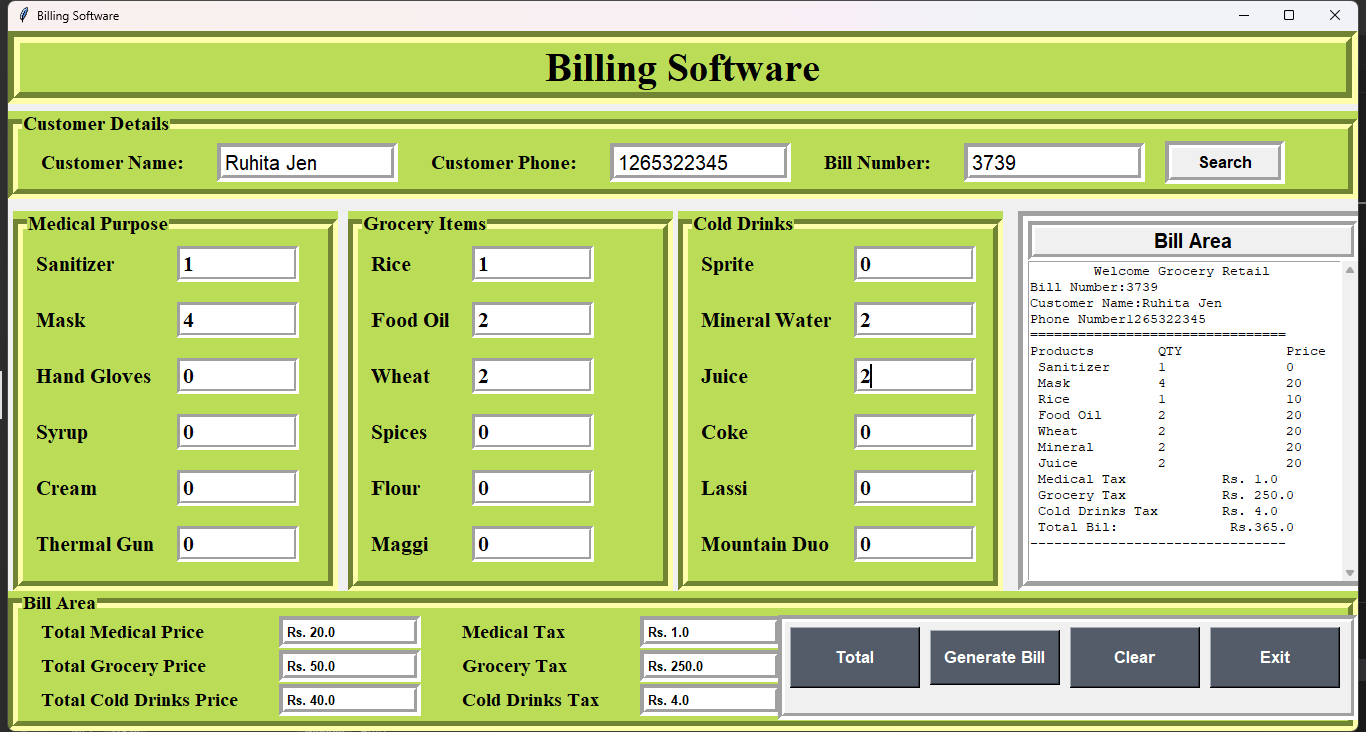 Billing Software
Billing Software
Customer Details
Customer Name: Ruhita Jen Customer Phone: 1265322345 Bill Number: 3739 Search
Medical Purpose
Sanitizer 1
Mask 4
Hand Gloves 0
Syrup 0
Cream 0
Thermal Gun 0
Grocery Items
Rice 1
Food Oil 2
Wheat 2
Spices 0
Flour 0
Maggi 0
Cold Drinks
Sprite 0
Mineral Water 2
Juice 2
Coke 0
Lassi 0
Mountain Duo 0
Bill Area
Welcome Grocery Retail
Bill Number:3739
Customer Name:Ruhita Jen
Phone Number1265322345
================================
Products QTY Price
Sanitizer 1 0
Mask 4 20
Rice 1 10
Food Oil 2 20
Wheat 2 20
Mineral 2 20
Juice 2 20
Medical Tax Rs. 1.0
Grocery Tax Rs. 250.0
Cold Drinks Tax Rs. 4.0
Total Bil: Rs.365.0
--------------------------------
Bill Area
Total Medical Price Rs. 20.0 Medical Tax Rs. 1.0
Total Grocery Price Rs. 50.0 Grocery Tax Rs. 250.0
Total Cold Drinks Price Rs. 40.0 Cold Drinks Tax Rs. 4.0
Total Generate Bill Clear Exit